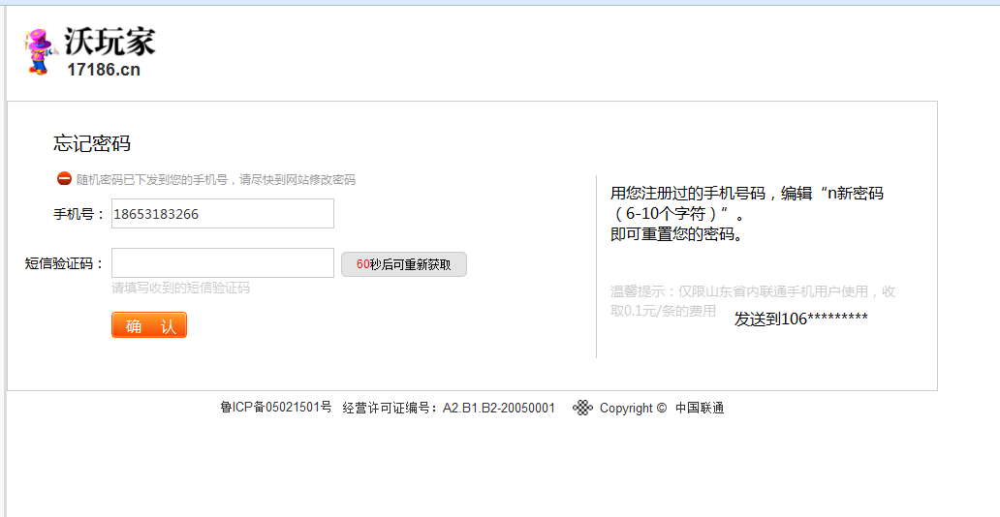 沃玩家
17186.cn
忘记密码
随机密码已下发到您的手机号，请尽快到网站修改密码
手机号： 18653183266
短信验证码： 60秒后可重新获取
请填写收到的短信验证码
确 认
用您注册过的手机号码，编辑“n新密码
（6-10个字符）”。
即可重置您的密码。
温馨提示：仅限山东省内联通手机用户使用，收
取0.1元/条的费用
发送到106*********
鲁ICP备05021501号 经营许可证编号：A2.B1.B2-20050001 Copyright © 中国联通